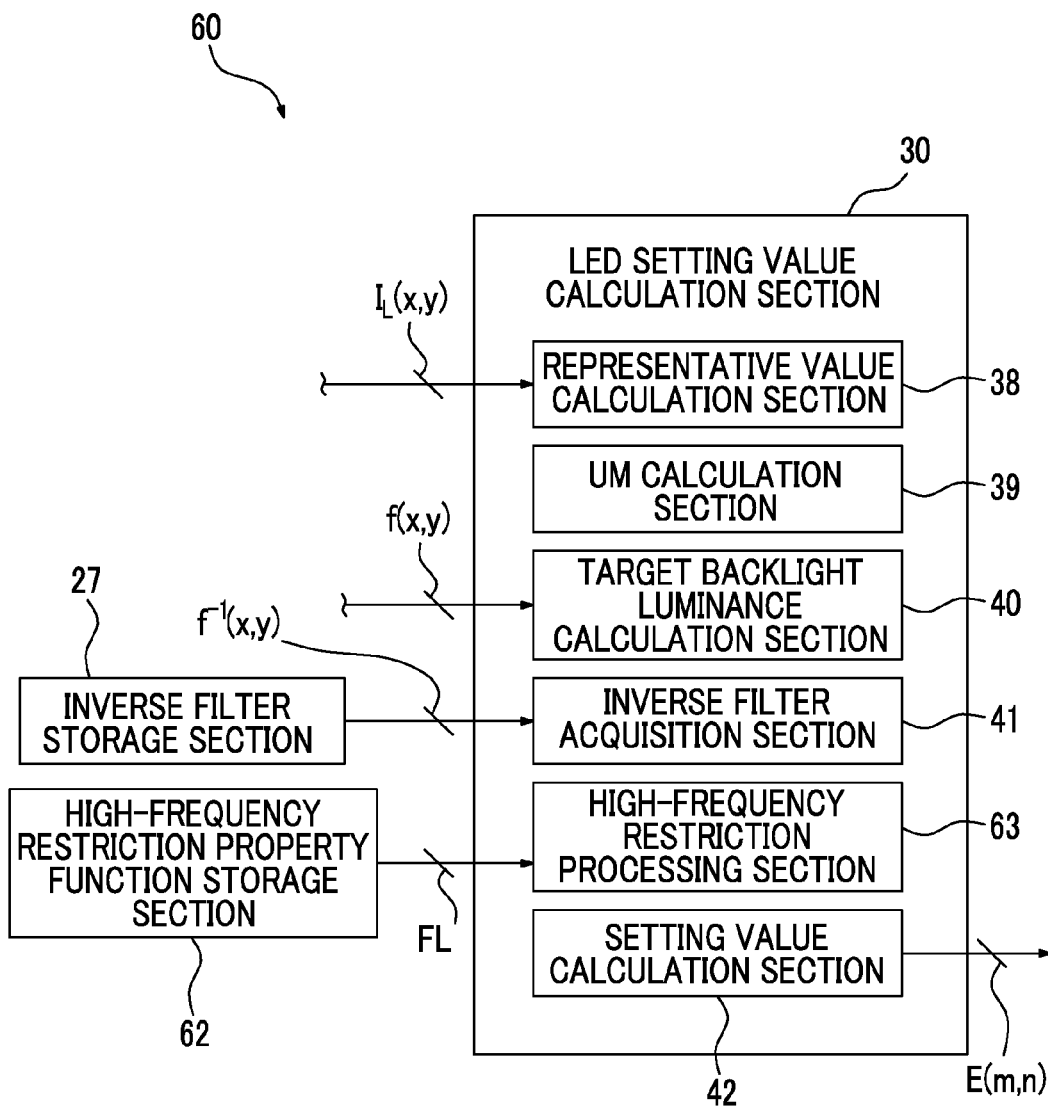 60
30
LED SETTING VALUE
CALCULATION SECTION
I_L(x,y)
REPRESENTATIVE VALUE
CALCULATION SECTION
38
UM CALCULATION
SECTION
39
f(x,y)
TARGET BACKLIGHT
LUMINANCE
CALCULATION SECTION
40
27
f⁻¹(x,y)
INVERSE FILTER
STORAGE SECTION
INVERSE FILTER
ACQUISITION SECTION
41
HIGH-FREQUENCY
RESTRICTION PROPERTY
FUNCTION STORAGE
SECTION
62
FL
HIGH-FREQUENCY
RESTRICTION
PROCESSING SECTION
63
SETTING VALUE
CALCULATION SECTION
42
E(m,n)